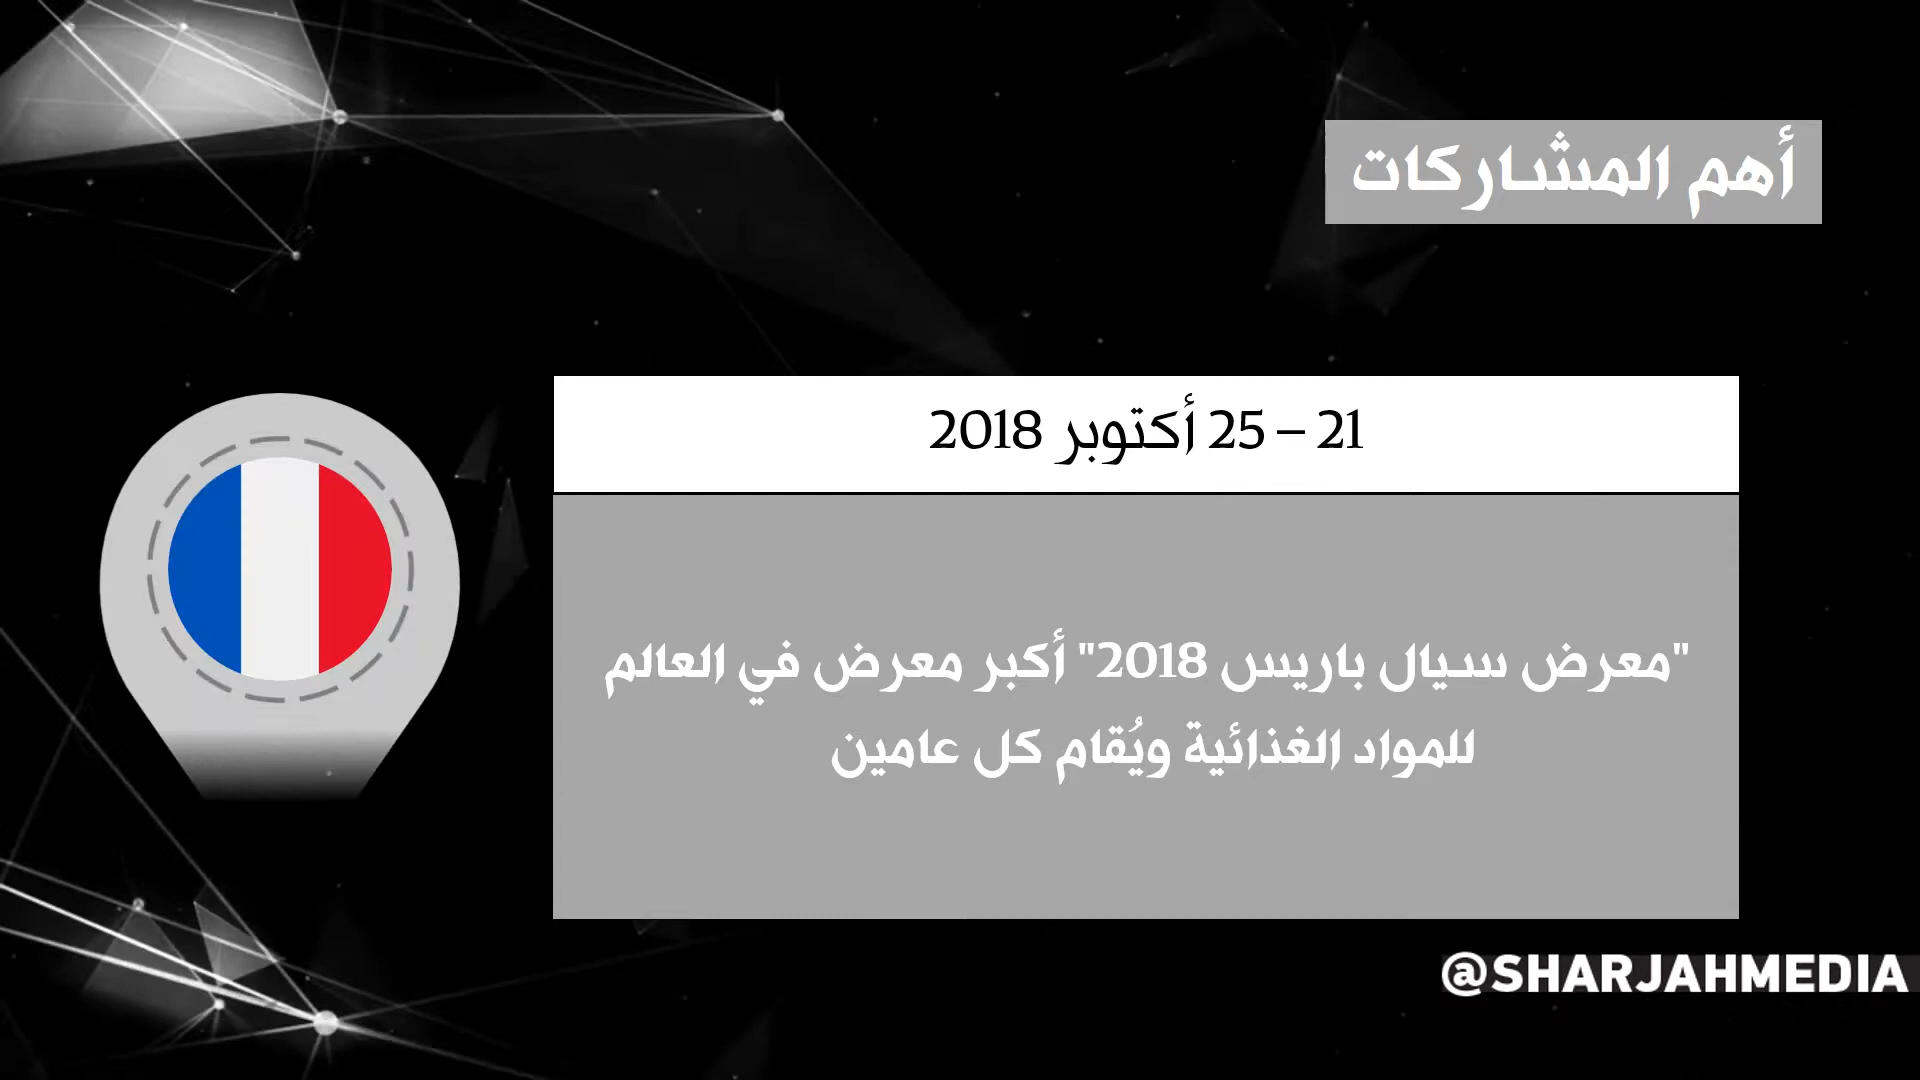 أهم المشاركات
21 – 25 أكتوبر 2018
"معرض سيال باريس 2018" أكبر معرض في العالم
للمواد الغذائية ويُقام كل عامين
@SHARJAHMEDIA